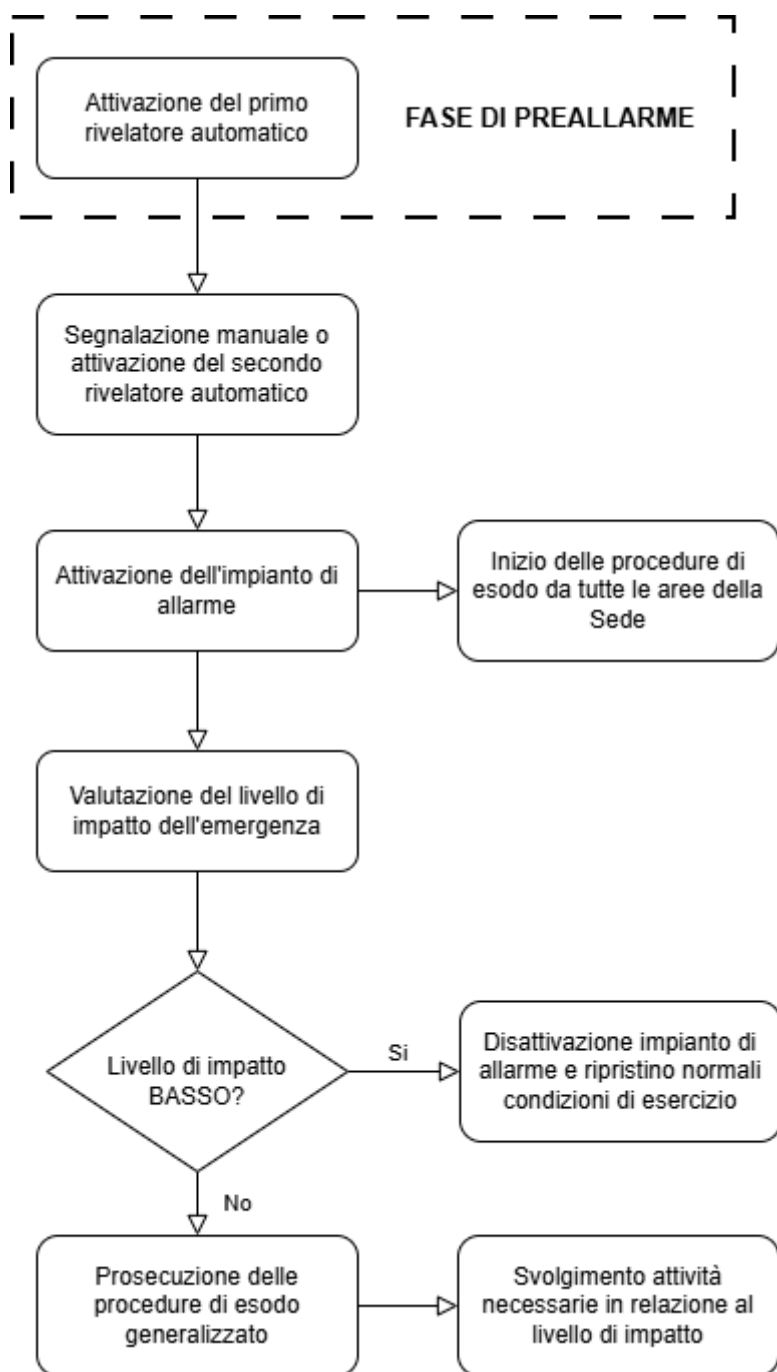 Attivazione del primo
rivelatore automatico
FASE DI PREALLARME
Segnalazione manuale o
attivazione del secondo
rivelatore automatico
Attivazione dell'impianto di
allarme
Inizio delle procedure di
esodo da tutte le aree della
Sede
Valutazione del livello di
impatto dell'emergenza
Livello di impatto
BASSO?
Si
Disattivazione impianto di
allarme e ripristino normali
condizioni di esercizio
No
Prosecuzione delle
procedure di esodo
generalizzato
Svolgimento attività
necessarie in relazione al
livello di impatto